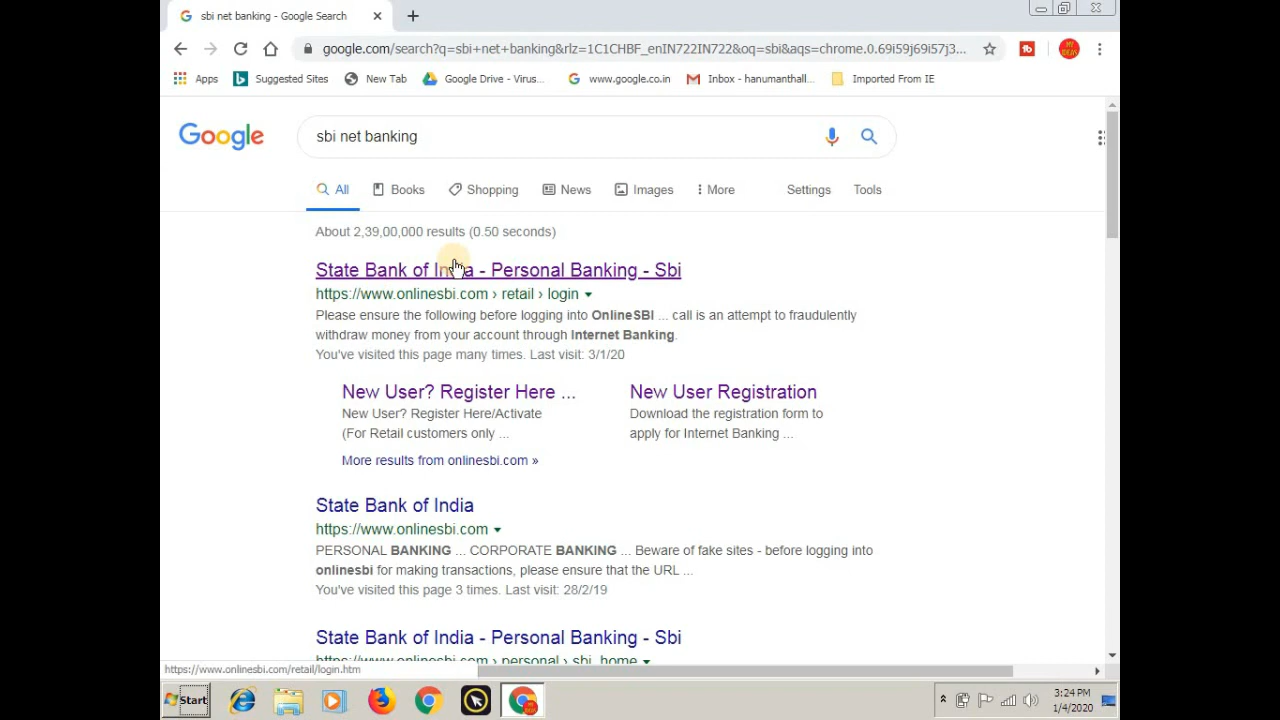 sbi net banking - Google Search
google.com/search?q=sbi+net+banking&rlz=1C1CHBF_enIN722IN722&oq=sbi&aqs=chrome.0.69i59j69i57j3...
Apps Suggested Sites New Tab Google Drive - Virus... www.google.co.in Inbox - hanumanthall... Imported From IE
Google sbi net banking
All Books Shopping News Images More Settings Tools
About 2,39,00,000 results (0.50 seconds)
State Bank of India - Personal Banking - Sbi
https://www.onlinesbi.com › retail › login
Please ensure the following before logging into OnlineSBI ... call is an attempt to fraudulently
withdraw money from your account through Internet Banking.
You've visited this page many times. Last visit: 3/1/20
New User? Register Here ... New User Registration
New User? Register Here/Activate Download the registration form to
(For Retail customers only ... apply for Internet Banking ...
More results from onlinesbi.com »
State Bank of India
https://www.onlinesbi.com
PERSONAL BANKING ... CORPORATE BANKING ... Beware of fake sites - before logging into
onlinesbi for making transactions, please ensure that the URL ...
You've visited this page 3 times. Last visit: 28/2/19
State Bank of India - Personal Banking - Sbi
https://www.onlinesbi.com › personal › sbi_home
https://www.onlinesbi.com/retail/login.htm
Start 3:24 PM
1/4/2020